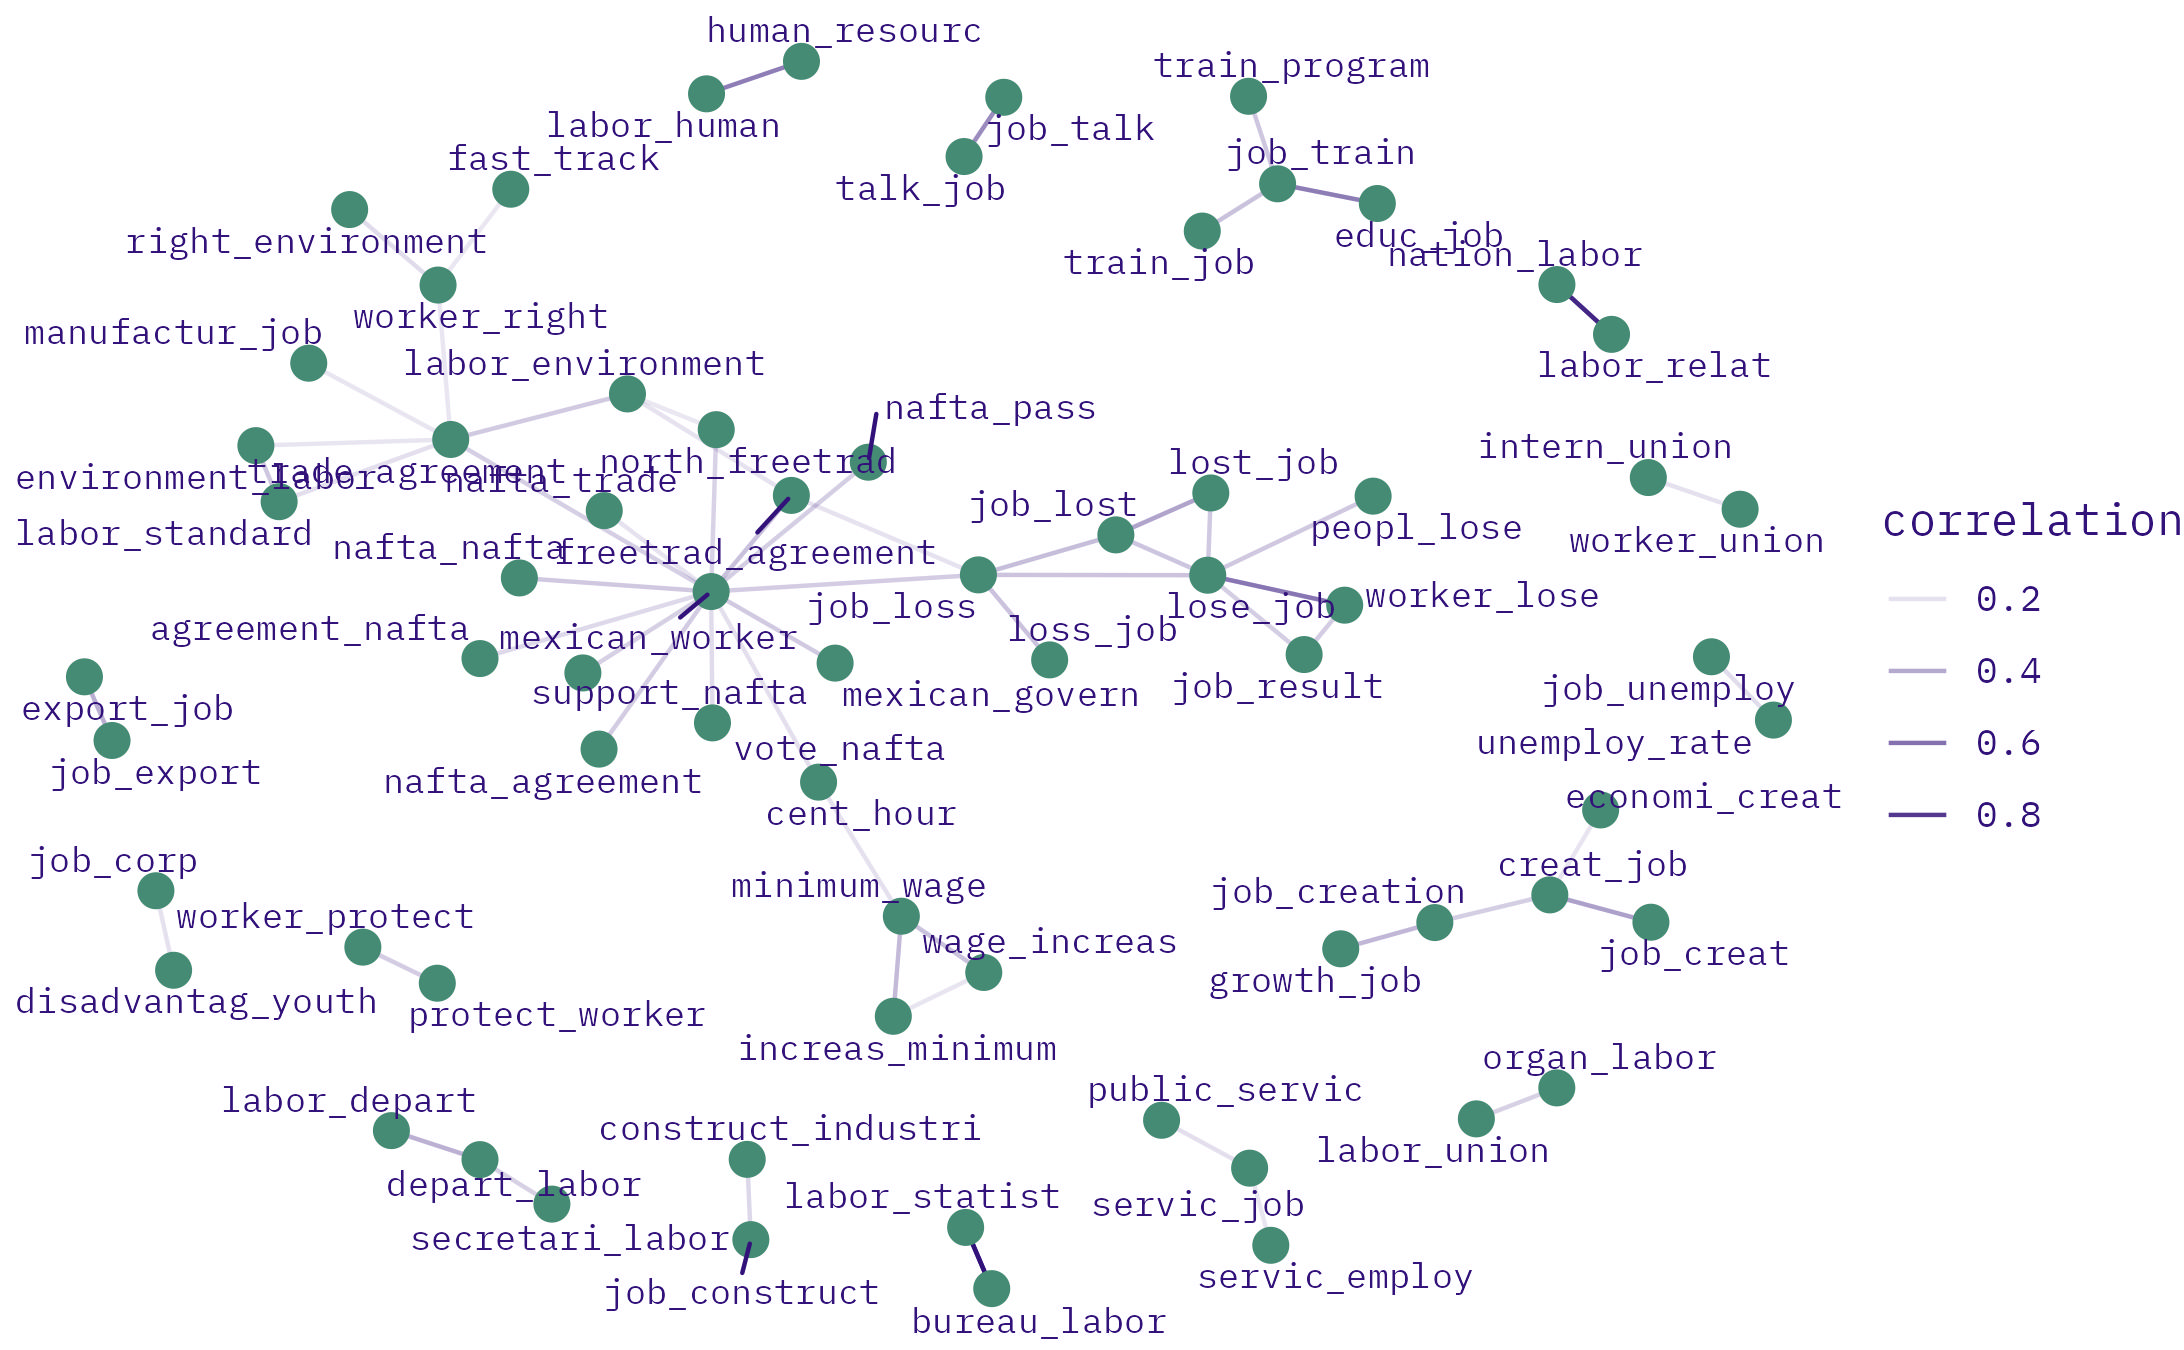 human_resourc
train_program
labor_human
job_talk
fast_track
job_train
talk_job
right_environment
educ_job
nation_labor
train_job
worker_right
manufactur_job
labor_environment
labor_relat
nafta_pass
intern_union
north_freetrad
lost_job
trade_agreement
environment_labor
nafta_trade
job_lost
peopl_lose
correlation
labor_standard
nafta_nafta
freetrad_agreement
worker_union
0.2
job_loss
lose_job
worker_lose
agreement_nafta
mexican_worker
loss_job
0.4
support_nafta
mexican_govern
job_result
job_unemploy
export_job
vote_nafta
unemploy_rate
0.6
job_export
nafta_agreement
economi_creat
cent_hour
0.8
job_corp
creat_job
minimum_wage
job_creation
worker_protect
wage_increas
job_creat
growth_job
disadvantag_youth
protect_worker
increas_minimum
organ_labor
public_servic
labor_depart
construct_industri
labor_union
depart_labor
labor_statist
servic_job
secretari_labor
servic_employ
job_construct
bureau_labor